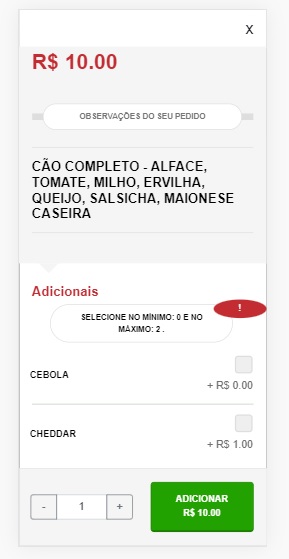 X
R$ 10.00
OBSERVAÇÕES DO SEU PEDIDO
CÃO COMPLETO - ALFACE,
TOMATE, MILHO, ERVILHA,
QUEIJO, SALSICHA, MAIONESE
CASEIRA
Adicionais
!
SELECIONE NO MÍNIMO: 0 E NO
MÁXIMO: 2 .
CEBOLA
+ R$ 0.00
CHEDDAR
+ R$ 1.00
- 1 +
ADICIONAR
R$ 10.00